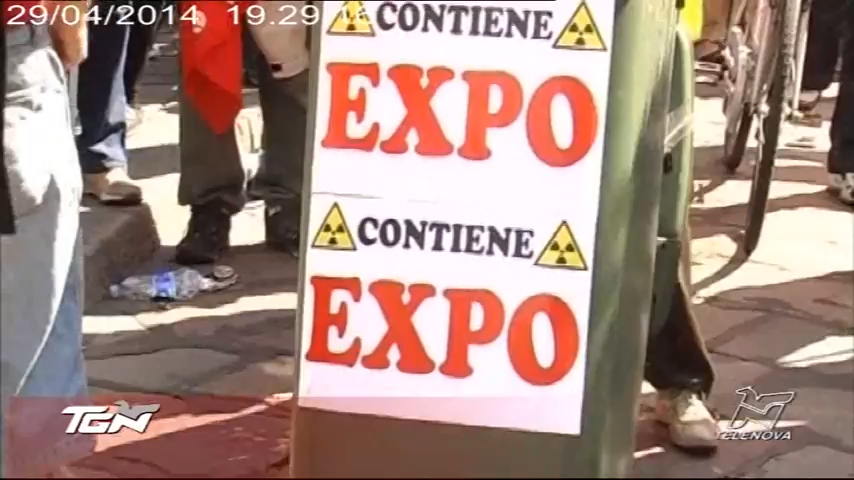 29/04/2014 19.29
CONTIENE
EXPO
CONTIENE
EXPO
TGN
TELENOVA